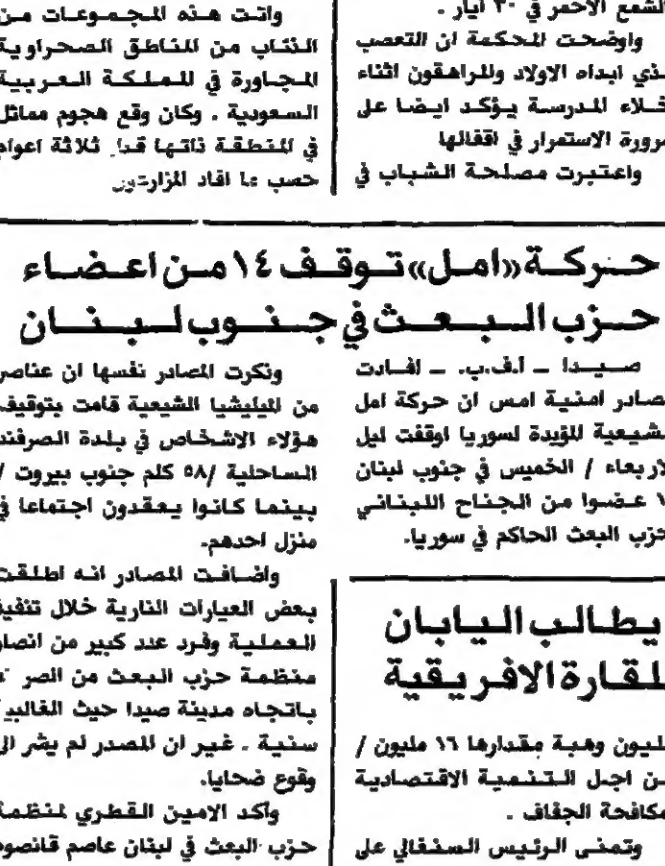 الشمع الاحمر في ٣٠ ايار .
واوضحت المحكمة ان التعصب
لذي ابداه الاولاد والمراهقون اثناء
خلاء المدرسة يؤكد ايضا على
ضرورة الاستمرار في اقفالها
واعتبرت مصلحة الشباب في
واتت هذه المجموعات من
الذئاب من المناطق الصحراوية
المجاورة في المملكة العربية
السعودية . وكان وقع هجوم مماثل
في المنطقة ذاتها قبل ثلاثة اعوام
حسب ما افاد المزارعون
حركة «امل» توقف ١٤ من اعضاء
حزب البعث في جنوب لبنان
صيدا – أ.ف.ب. – افادت
مصادر امنية امس ان حركة امل
لشيعية المؤيدة لسوريا اوقفت ليل
لاربعاء / الخميس في جنوب لبنان
عضوا من الجناح اللبناني
حزب البعث الحاكم في سوريا.
وذكرت المصادر نفسها ان عناصر
من الميليشيا الشيعية قامت بتوقيف
هؤلاء الاشخاص في بلدة الصرفند
الساحلية /٥٨ كلم جنوب بيروت /
بينما كانوا يعقدون اجتماعا في
منزل احدهم.
واضافت المصادر انه اطلقت
بعض العيارات النارية خلال تنفيذ
العملية وفرد عدد كبير من انصار
منظمة حزب البعث من
باتجاه مدينة صيدا حيث الغالبية
سنية . غير ان المصدر لم يشر الى
وقوع ضحايا.
وأكد الامين القطري لمنظمة
حزب البعث في لبنان عاصم قانصوه
يطالب اليابان
للقارة الافريقية
مليون وهبة مقدارها ١٦ مليون /
من اجل التنمية الاقتصادية
مكافحة الجفاف .
وتمنى الرئيس السنغالي على